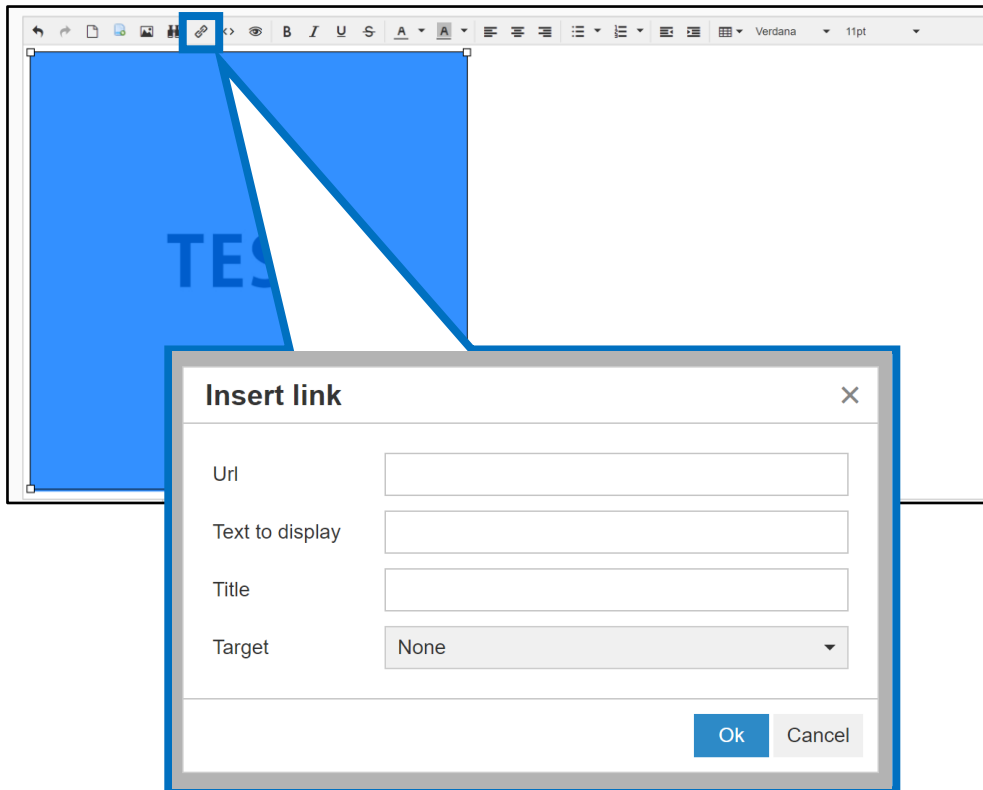 B I U S A A Verdana 11pt
TES
Insert link
Url
Text to display
Title
Target None
Ok Cancel